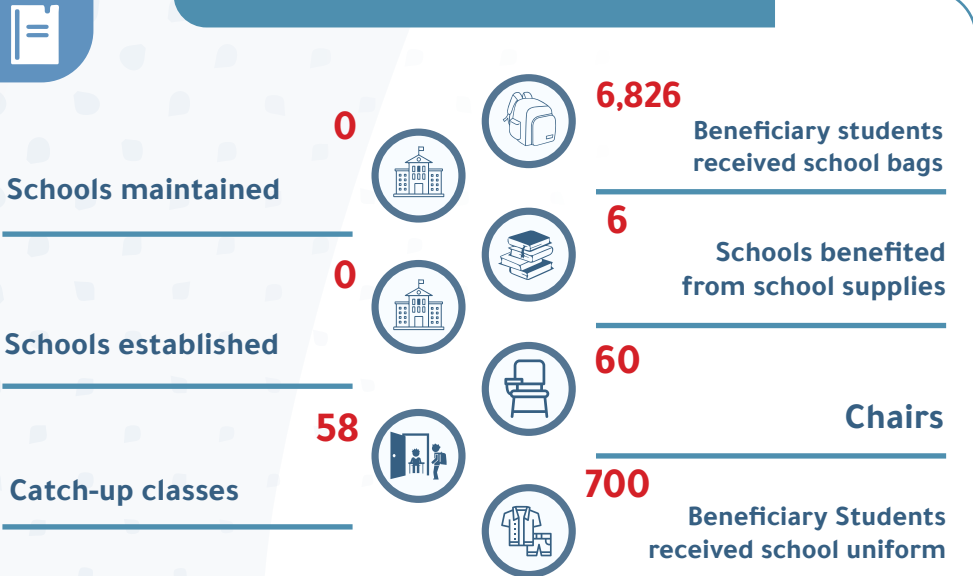 0
Schools maintained
0
Schools established
58
Catch-up classes
6,826
Beneficiary students
received school bags
6
Schools benefited
from school supplies
60
Chairs
700
Beneficiary Students
received school uniform